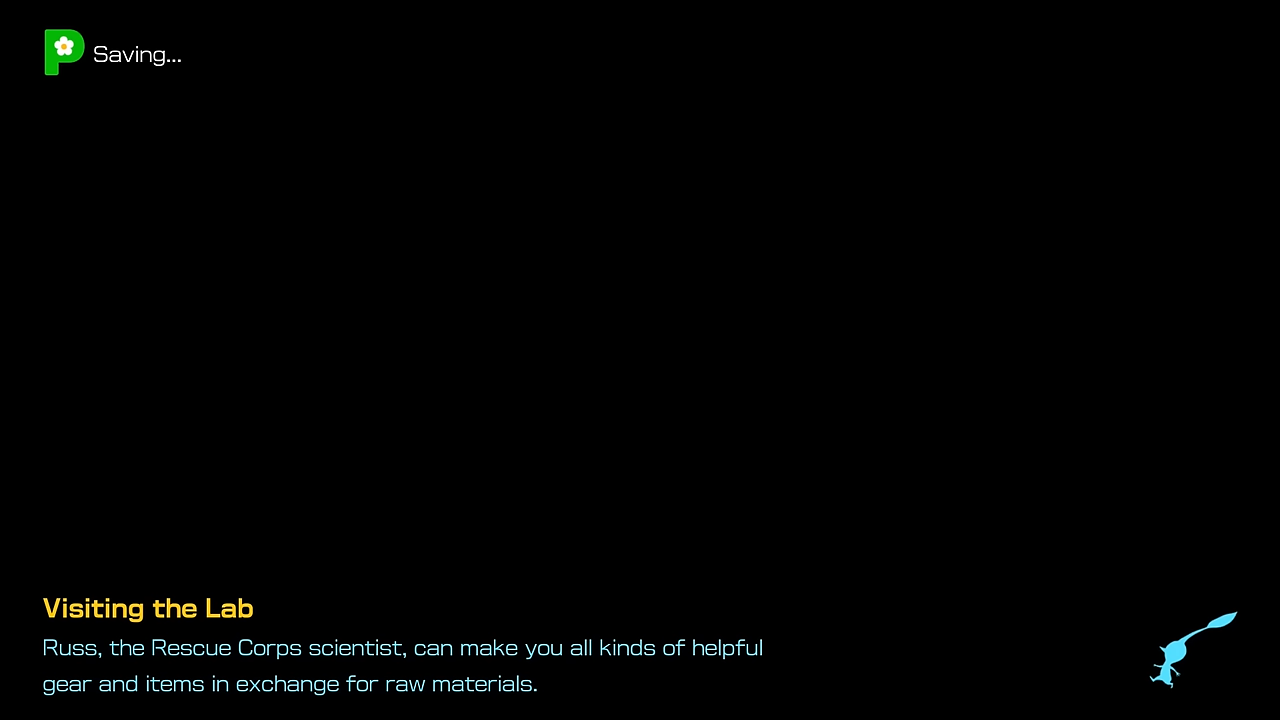 Saving...
Visiting the Lab
Russ, the Rescue Corps scientist, can make you all kinds of helpful
gear and items in exchange for raw materials.